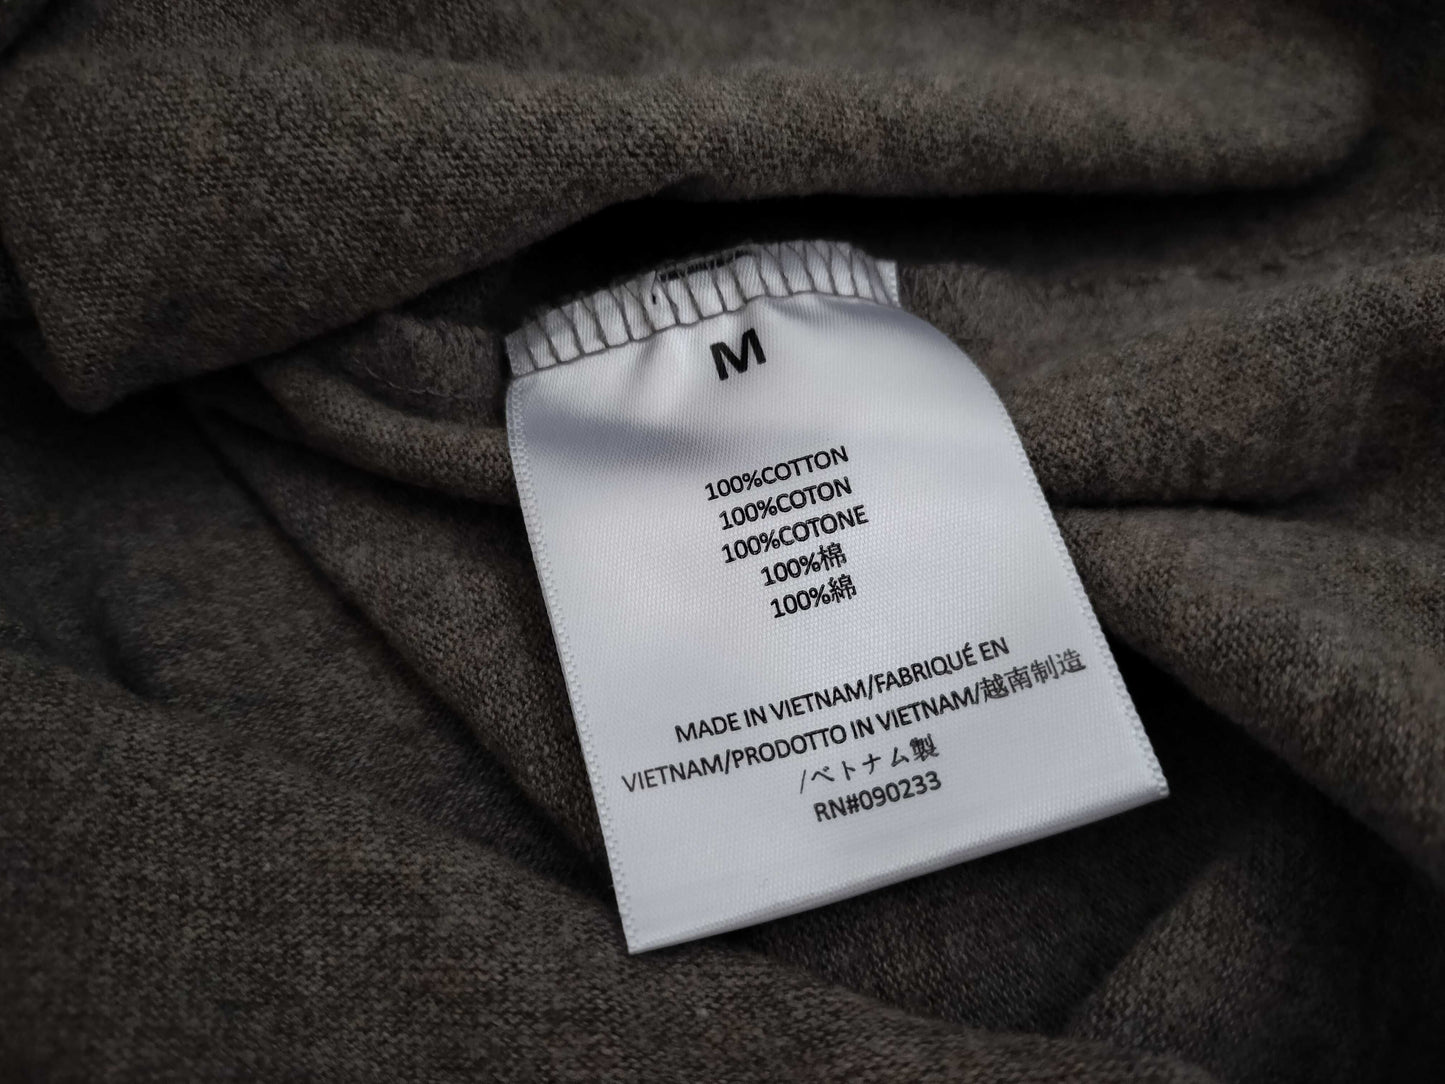 M
100%COTTON
100%COTON
100%COTONE
100%棉
100%綿
MADE IN VIETNAM/FABRIQUÉ EN
VIETNAM/PRODOTTO IN VIETNAM/越南制造
/ベトナム製
RN#090233